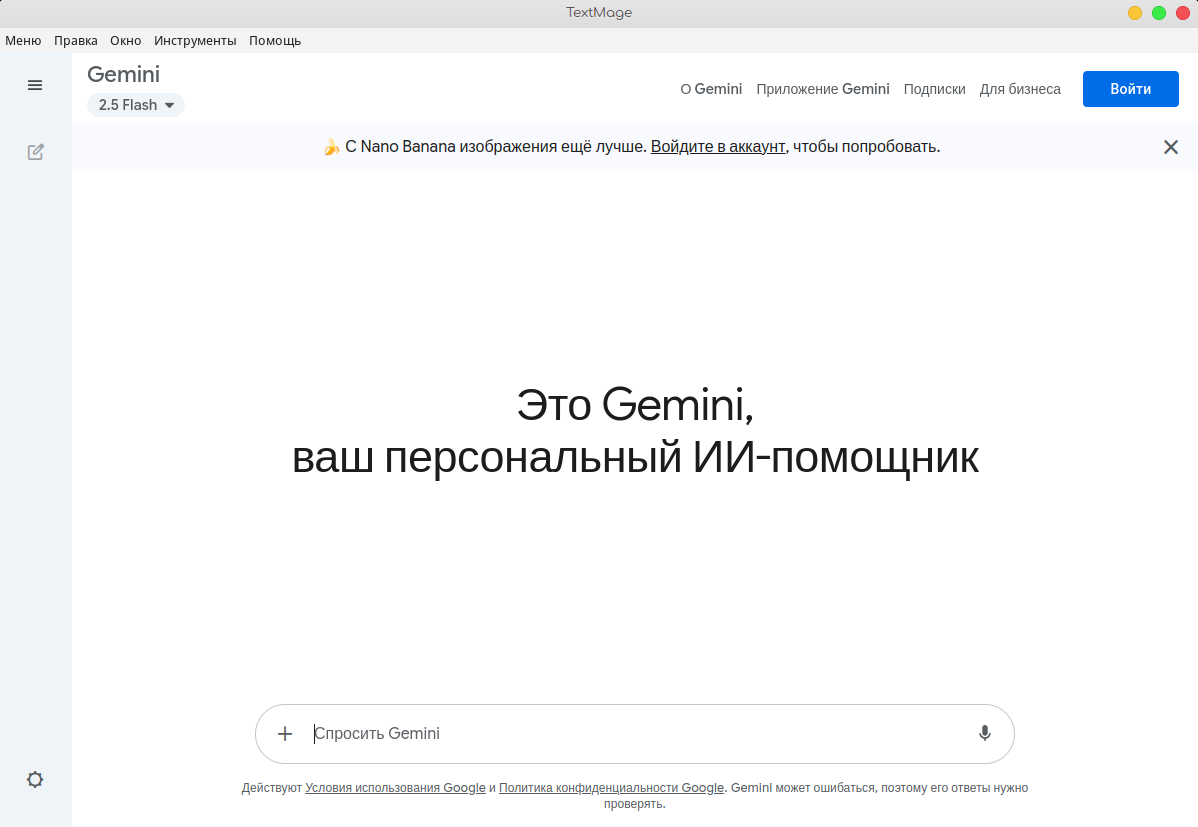 TextMage
Меню Правка Окно Инструменты Помощь
Gemini
2.5 Flash
О Gemini Приложение Gemini Подписки Для бизнеса Войти
С Nano Banana изображения ещё лучше. Войдите в аккаунт, чтобы попробовать.
Это Gemini,
ваш персональный ИИ-помощник
Спросить Gemini
Действуют Условия использования Google и Политика конфиденциальности Google. Gemini может ошибаться, поэтому его ответы нужно
проверять.